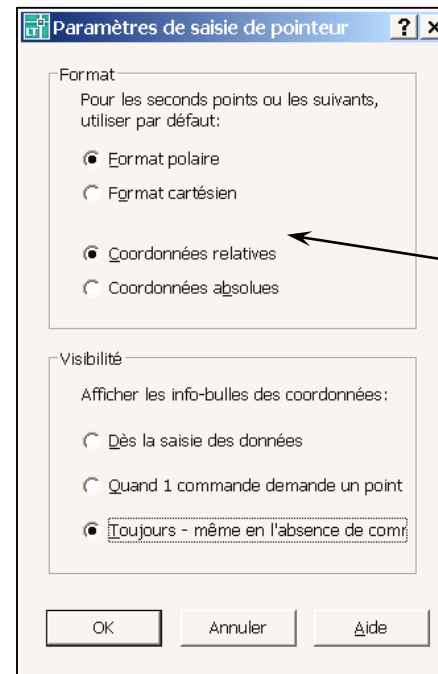 LT Paramètres de saisie de pointeur ? x
Format
Pour les seconds points ou les suivants,
utiliser par défaut:
Format polaire
Format cartésien
Coordonnées relatives
Coordonnées absolues
Visibilité
Afficher les info-bulles des coordonnées:
Dès la saisie des données
Quand 1 commande demande un point
Toujours - même en l'absence de comm
OK Annuler Aide